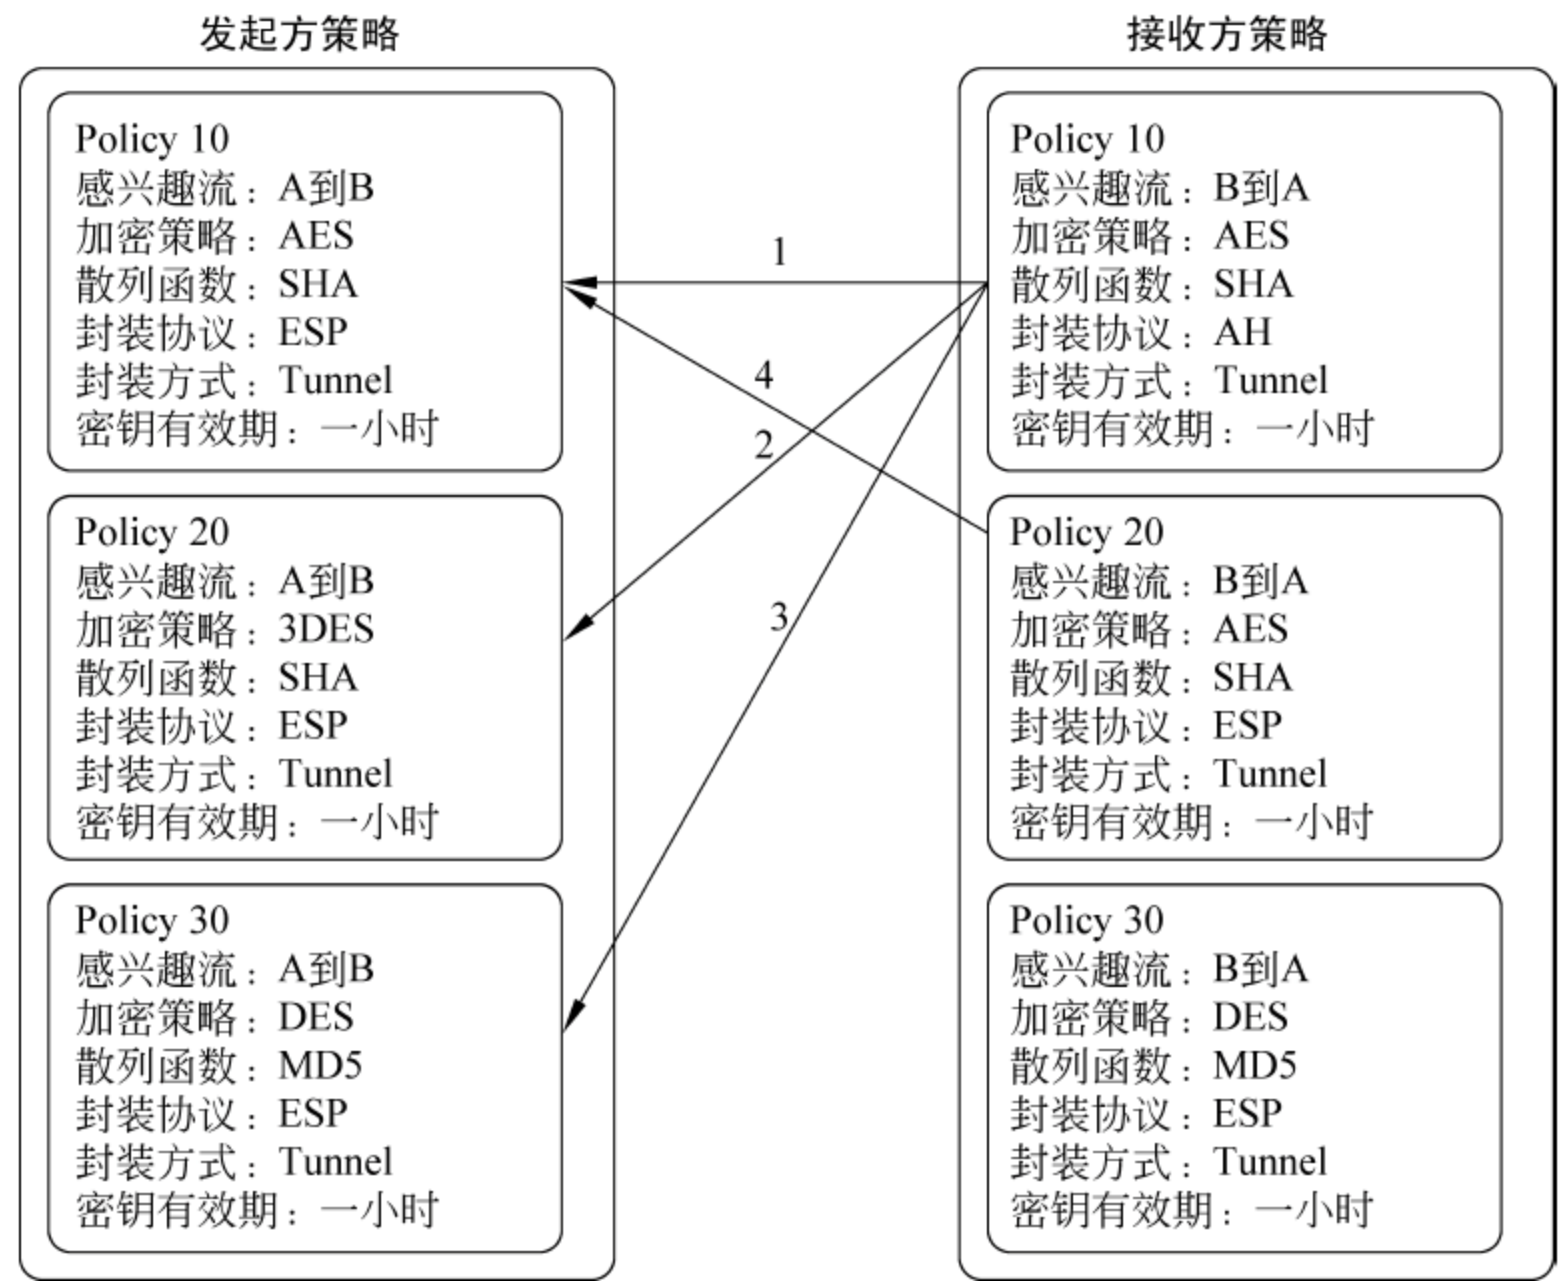 发起方策略
Policy 10
感兴趣流：A到B
加密策略：AES
散列函数：SHA
封装协议：ESP
封装方式：Tunnel
密钥有效期：一小时
Policy 20
感兴趣流：A到B
加密策略：3DES
散列函数：SHA
封装协议：ESP
封装方式：Tunnel
密钥有效期：一小时
Policy 30
感兴趣流：A到B
加密策略：DES
散列函数：MD5
封装协议：ESP
封装方式：Tunnel
密钥有效期：一小时
1
4
2
3
接收方策略
Policy 10
感兴趣流：B到A
加密策略：AES
散列函数：SHA
封装协议：AH
封装方式：Tunnel
密钥有效期：一小时
Policy 20
感兴趣流：B到A
加密策略：AES
散列函数：SHA
封装协议：ESP
封装方式：Tunnel
密钥有效期：一小时
Policy 30
感兴趣流：B到A
加密策略：DES
散列函数：MD5
封装协议：ESP
封装方式：Tunnel
密钥有效期：一小时